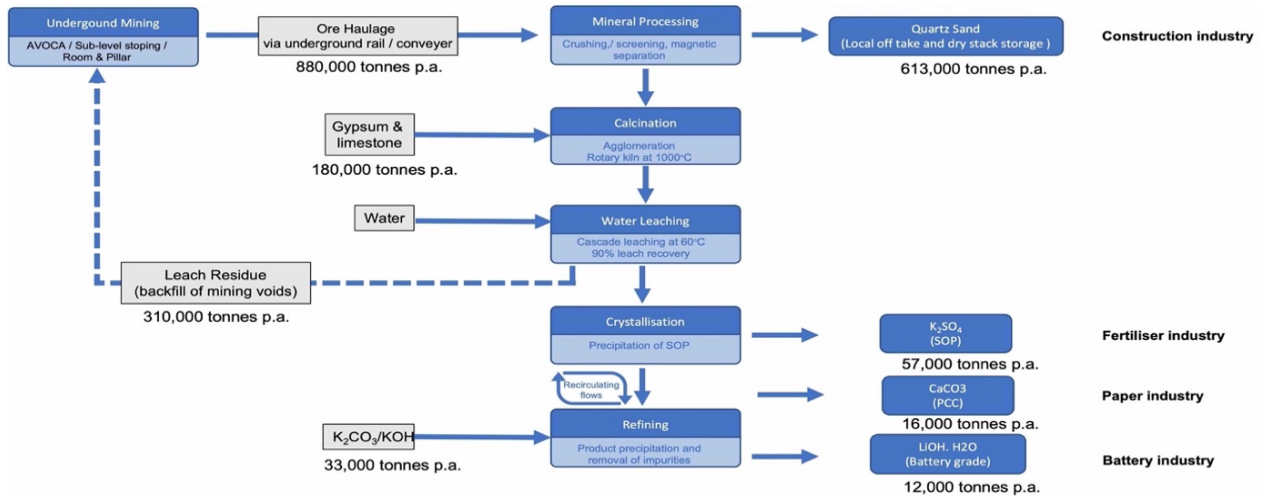 Undergound Mining
AVOCA / Sub-level stoping /
Room & Pillar
Ore Haulage
via underground rail / conveyer
880,000 tonnes p.a.
Mineral Processing
Crushing,/ screening, magnetic
separation
Quartz Sand
(Local off take and dry stack storage )
613,000 tonnes p.a.
Construction industry
Gypsum &
limestone
180,000 tonnes p.a.
Calcination
Agglomeration
Rotary kiln at 1000°C
Water
Water Leaching
Cascade leaching at 60°C
90% leach recovery
Leach Residue
(backfill of mining voids)
310,000 tonnes p.a.
Crystallisation
Precipitation of SOP
K₂SO₄
(SOP)
57,000 tonnes p.a.
Fertiliser industry
Recirculating
flows
CaCO3
(PCC)
16,000 tonnes p.a.
Paper industry
K₂CO₃/KOH
33,000 tonnes p.a.
Refining
Product precipitation and
removal of impurities
LiOH. H2O
(Battery grade)
12,000 tonnes p.a.
Battery industry